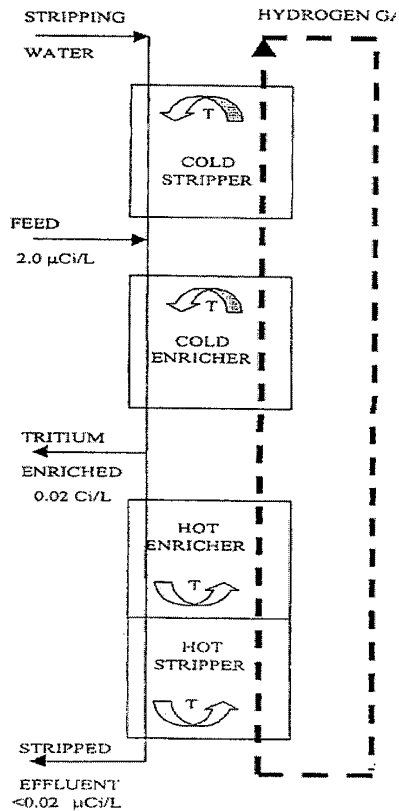 STRIPPING
WATER
HYDROGEN GA
T
COLD
STRIPPER
FEED
2.0 µCi/L
T
COLD
ENRICHER
TRITIUM
ENRICHED
0.02 Ci/L
HOT
ENRICHER
T
HOT
STRIPPER
T
STRIPPED
EFFLUENT
<0.02 µCi/L